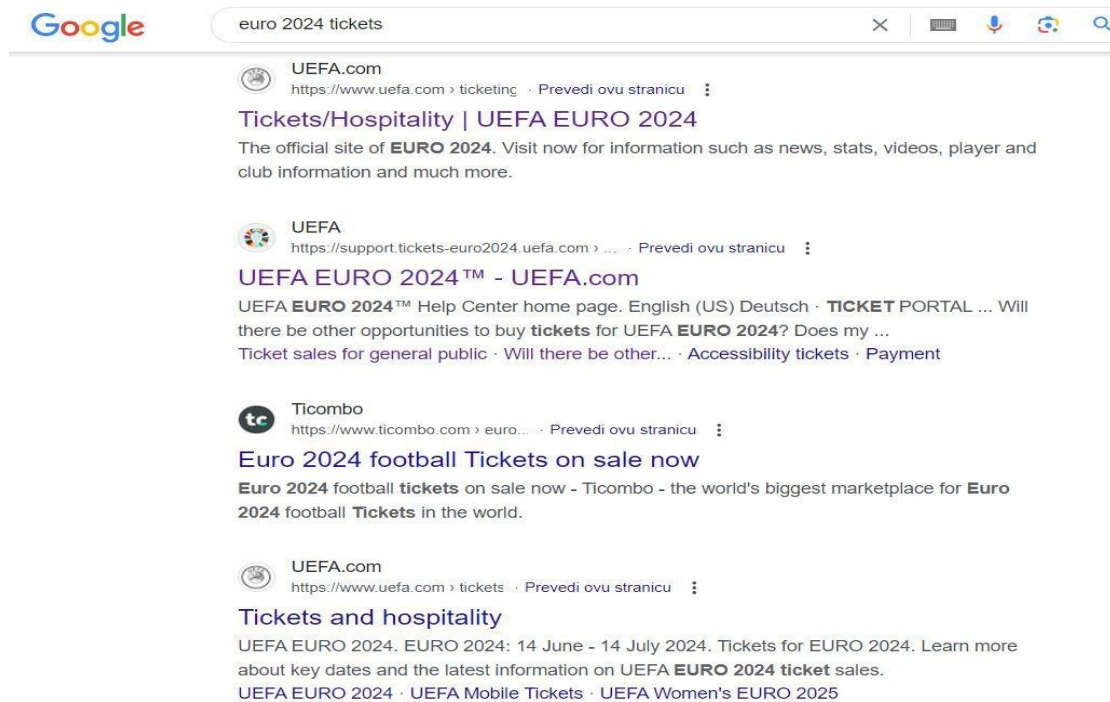 Google
euro 2024 tickets
UEFA.com
https://www.uefa.com › ticketing · Prevedi ovu stranicu
Tickets/Hospitality | UEFA EURO 2024
The official site of EURO 2024. Visit now for information such as news, stats, videos, player and
club information and much more.
UEFA
https://support.tickets-euro2024.uefa.com › ... · Prevedi ovu stranicu
UEFA EURO 2024™ - UEFA.com
UEFA EURO 2024™ Help Center home page. English (US) Deutsch · TICKET PORTAL ... Will
there be other opportunities to buy tickets for UEFA EURO 2024? Does my ...
Ticket sales for general public · Will there be other... · Accessibility tickets · Payment
tc
Ticombo
https://www.ticombo.com › euro... · Prevedi ovu stranicu
Euro 2024 football Tickets on sale now
Euro 2024 football tickets on sale now - Ticombo - the world's biggest marketplace for Euro
2024 football Tickets in the world.
UEFA.com
https://www.uefa.com › tickets · Prevedi ovu stranicu
Tickets and hospitality
UEFA EURO 2024. EURO 2024: 14 June - 14 July 2024. Tickets for EURO 2024. Learn more
about key dates and the latest information on UEFA EURO 2024 ticket sales.
UEFA EURO 2024 · UEFA Mobile Tickets · UEFA Women's EURO 2025